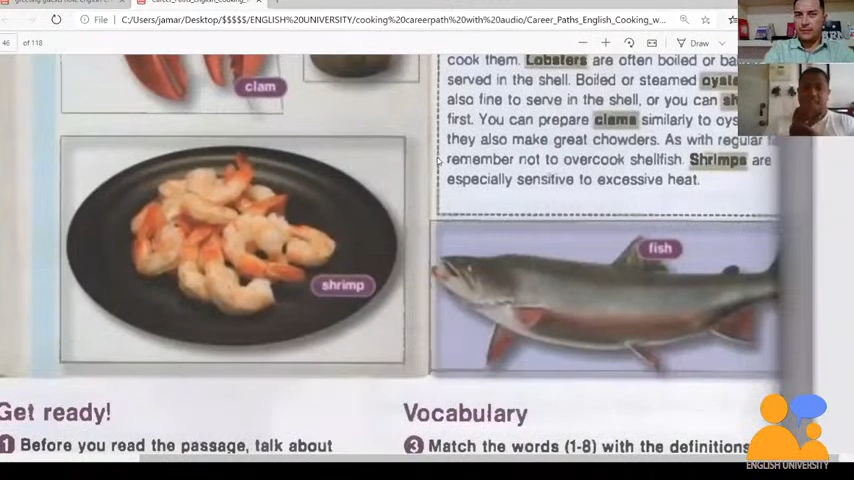 C:/Users/jamar/Desktop/$$$$$/ENGLISH%20UNIVERSITY/cooking%20careerpath%20with%20audio/Career_Paths_English_Cooking_w...
File
Draw
46 of 118
clam
shrimp
cook them. Lobsters are often boiled or
served in the shell. Boiled or steamed
also fine to serve in the shell, or you can
first. You can prepare clams similarly to
they also make great chowders. As with regular
remember not to overcook shellfish. Shrimps are
especially sensitive to excessive heat.
fish
Get ready!
1 Before you read the passage, talk about
Vocabulary
3 Match the words (1-8) with the definitions
ENGLISH UNIVERSITY